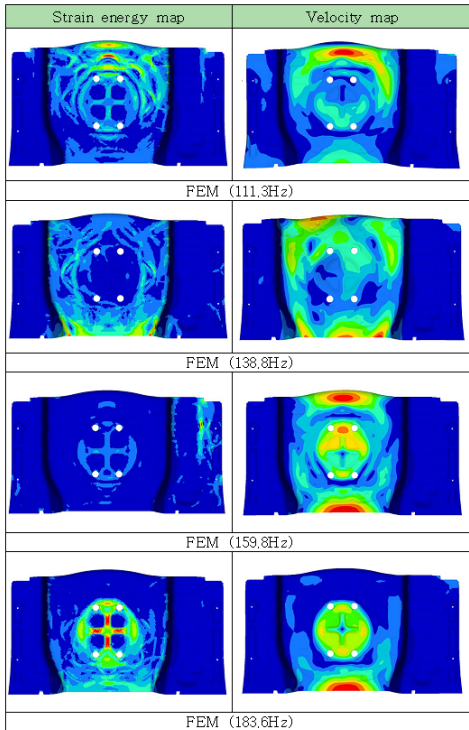 Strain energy map
Velocity map
FEM (111,3Hz)
FEM (138,8Hz)
FEM (159,8Hz)
FEM (183,6Hz)